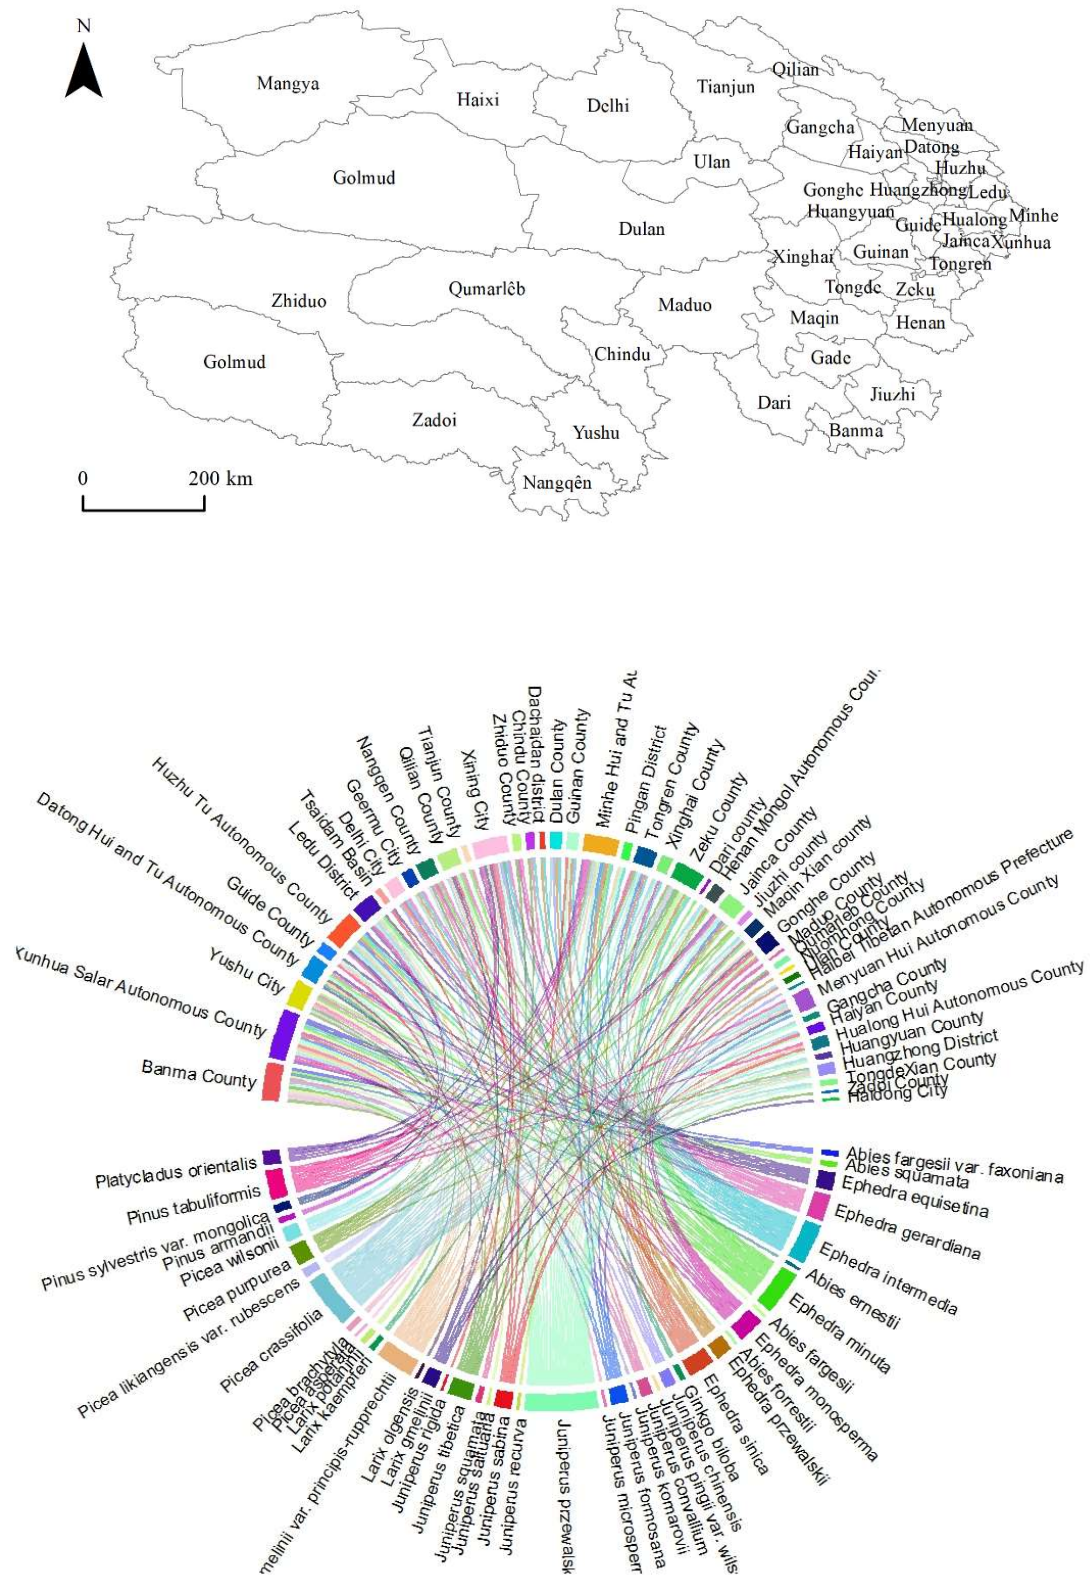 N
Mangya
Haixi
Delhi
Tianjun
Qilian
Gangcha
Menyuan
Datong
Haiyan
Huzhu
Ulan
Golmud
Gonghe
Huangzhong
Ledu
Huangyuan
Guide
Hualong
Minhe
Dulan
Xinghai
Guinan
Jainca
Xunhua
Tongren
Zhiduo
Qumarlêb
Maduo
Tongde
Zeku
Maqin
Henan
Golmud
Chindu
Gade
Dari
Jiuzhi
Zadoi
Yushu
Banma
Nangqên
0
200 km
Banma County
Xunhua Salar Autonomous County
Yushu City
Datong Hui and Tu Autonomous County
Guide County
Huzhu Tu Autonomous County
Ledu District
Tsaidam Basin
Delhi City
Geermu City
Nangqen County
Qilian County
Tianjun County
Xining City
Zhiduo County
Chindu County
Dachaidan district
Dulan County
Guinan County
Minhe Hui and Tu Au
Pingan District
Tongren County
Xinghai County
Zeku County
Dari county
Henan Mongol Autonomous Coun
Jainca County
Jiuzhi county
Maqin Xian county
Gonghe County
Maduo County
Qumarleb County
Nuomhong County
Ulan County
Haibei Tibetan Autonomous Prefecture
Menyuan Hui Autonomous County
Gangcha County
Haiyan County
Hualong Hui Autonomous County
Huangyuan County
Huangzhong District
TongdeXian County
Zadoi County
Haidong City
Abies fargesii var. faxoniana
Abies squamata
Ephedra equisetina
Ephedra gerardiana
Ephedra intermedia
Abies ernestii
Ephedra minuta
Abies fargesii
Ephedra monosperma
Abies forrestii
Ephedra przewalskii
Ephedra sinica
Ginkgo biloba
Juniperus chinensis
Juniperus pingii var. wils
Juniperus convallium
Juniperus komarovii
Juniperus formosana
Juniperus microsperm
Juniperus przewalsk
Juniperus recurva
Juniperus sabina
Juniperus saltuaria
Juniperus squamata
Juniperus tibetica
Juniperus rigida
Larix gmelinii
Larix olgensis
melinii var. principis-rupprechtii
Larix kaempferi
Larix potaninii
Picea asperata
Picea brachytyla
Picea crassifolia
Picea likiangensis var. rubescens
Picea purpurea
Picea wilsonii
Pinus armandii
Pinus sylvestris var. mongolica
Pinus tabuliformis
Platycladus orientalis